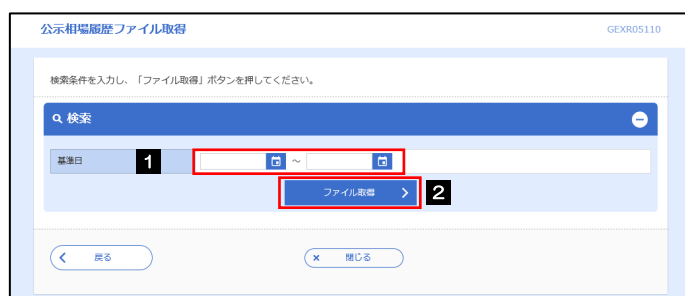 公示相場履歴ファイル取得 GEXR05110
検索条件を入力し、「ファイル取得」ボタンを押してください。
検索
基準日 1 ～
ファイル取得 2
戻る 閉じる